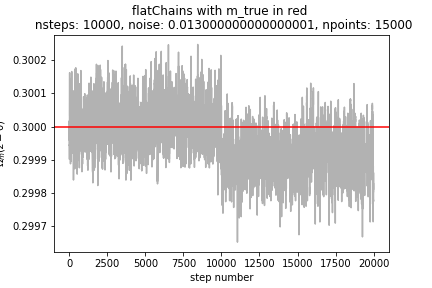 flatChains with m_true in red
nsteps: 10000, noise: 0.013000000000000001, npoints: 15000
0.3002
0.3001
0.3000
0.2999
0.2998
0.2997
0 2500 5000 7500 10000 12500 15000 17500 20000
step number